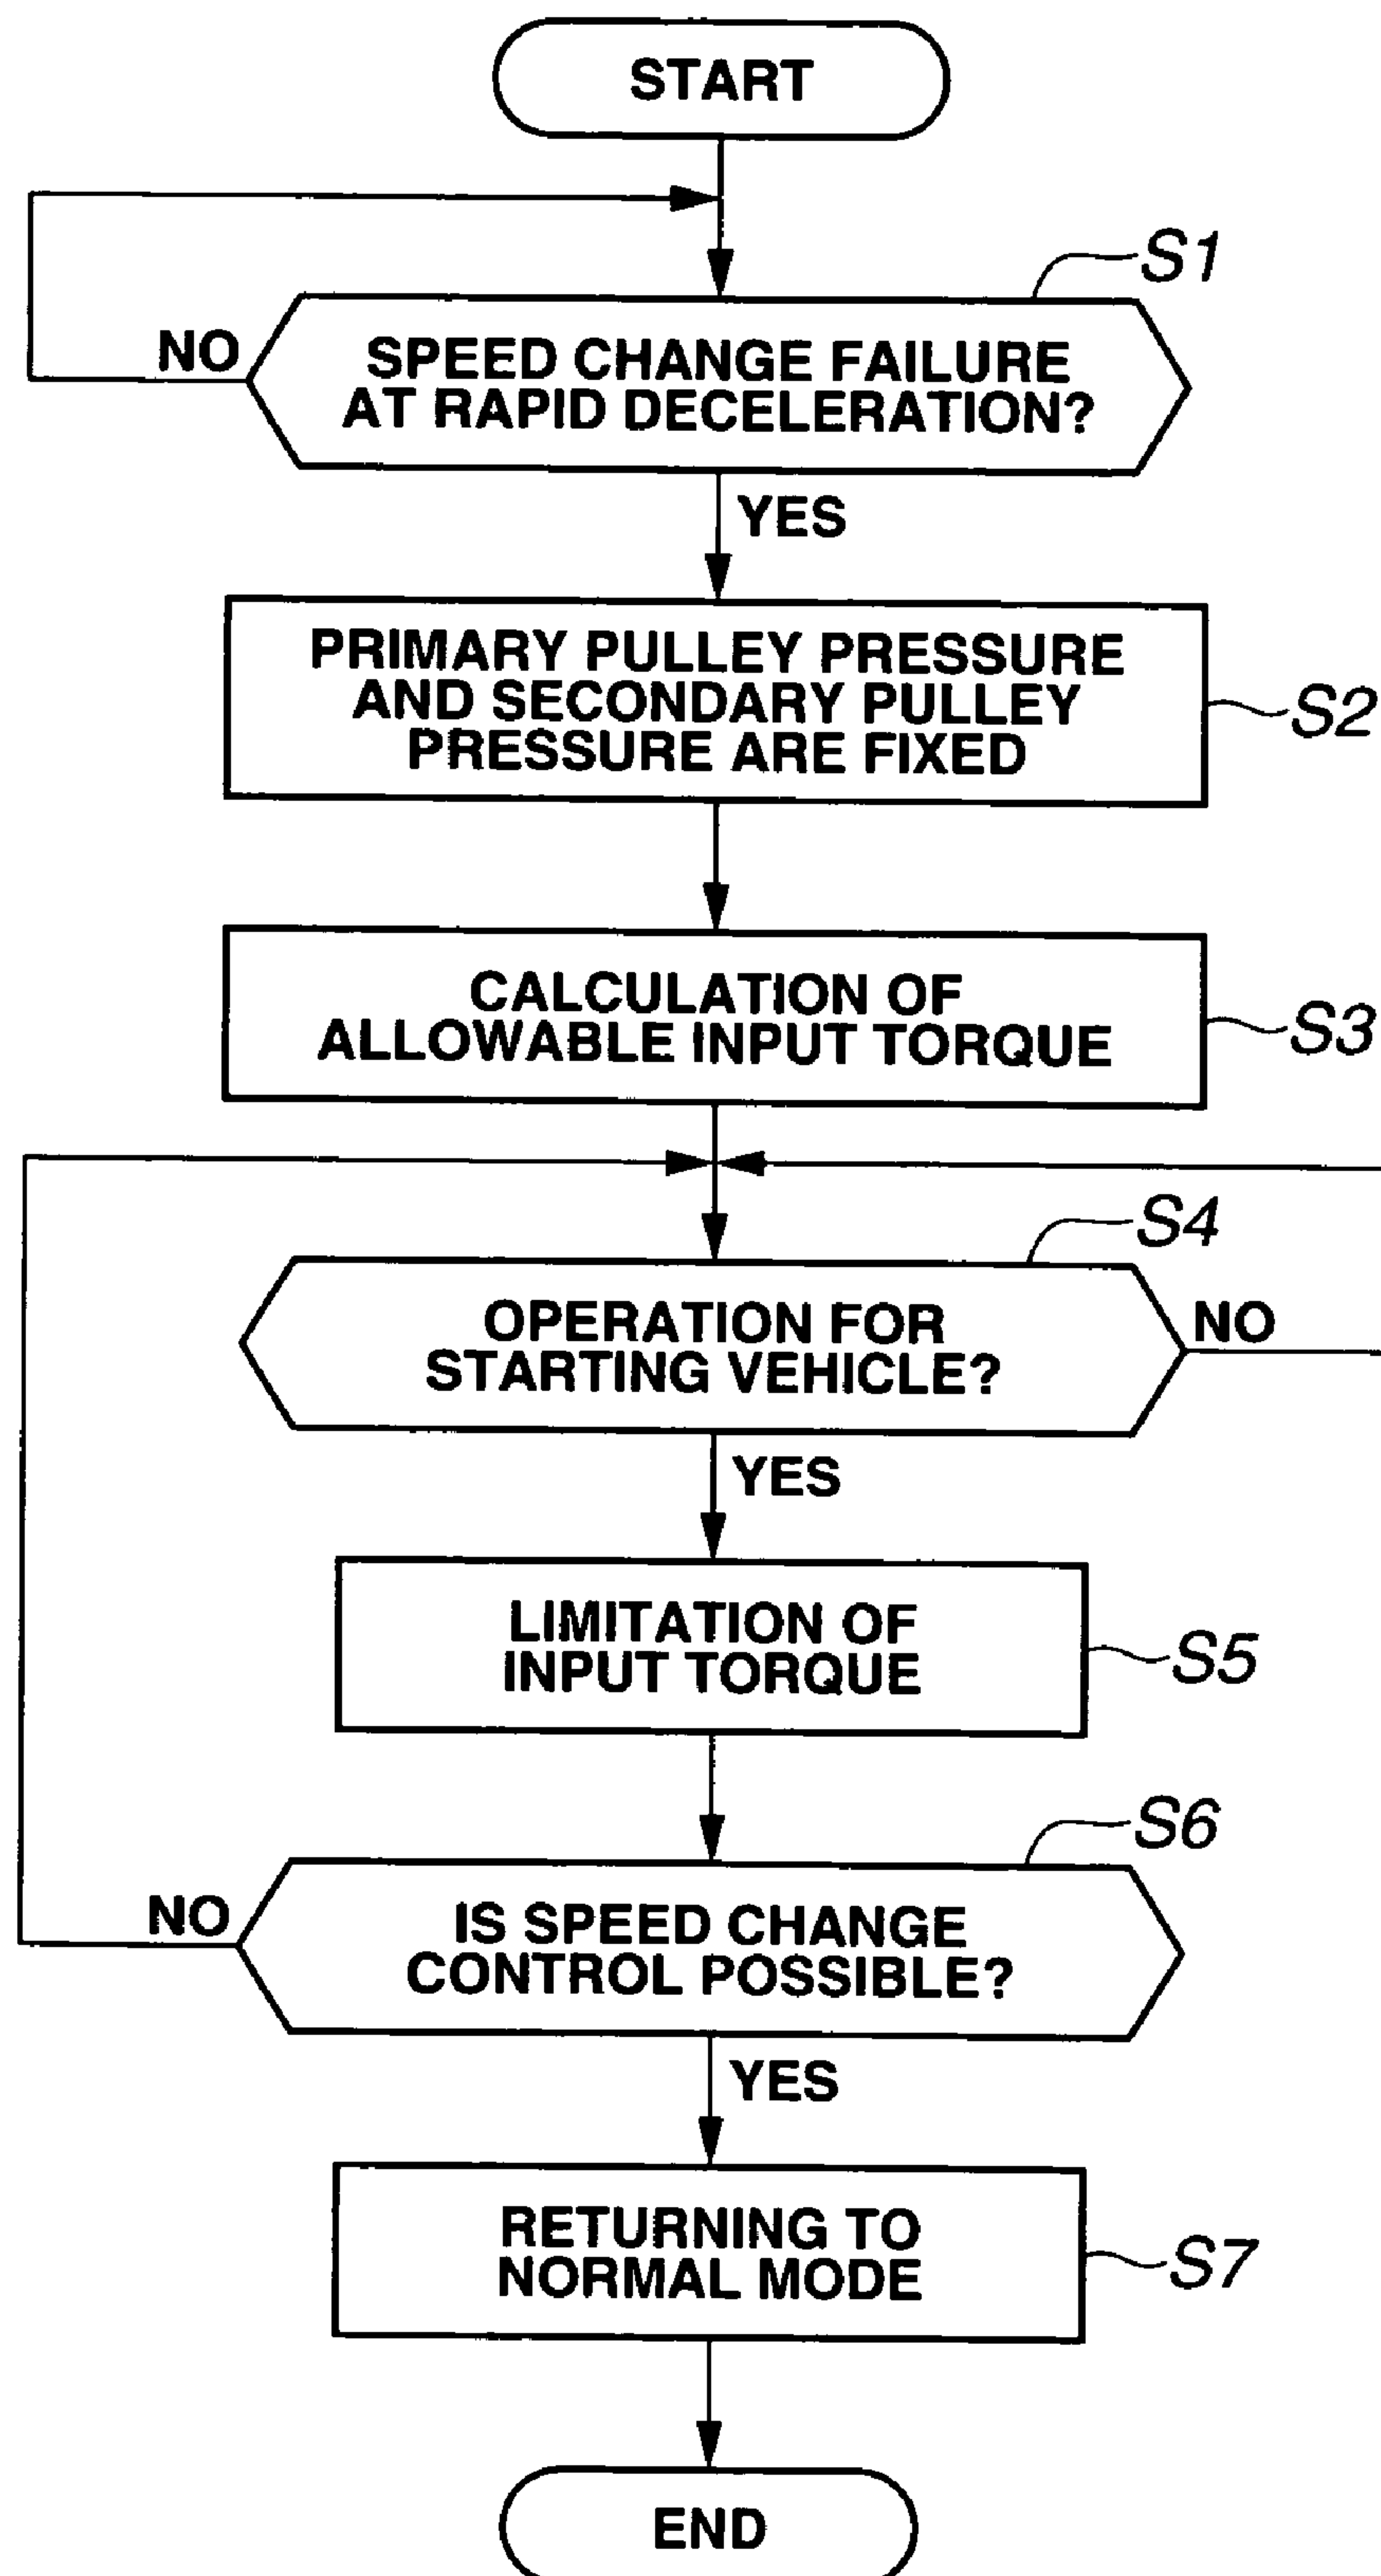 START
S1
NO
SPEED CHANGE FAILURE
AT RAPID DECELERATION?
YES
PRIMARY PULLEY PRESSURE
AND SECONDARY PULLEY
PRESSURE ARE FIXED
S2
CALCULATION OF
ALLOWABLE INPUT TORQUE
S3
S4
OPERATION FOR
STARTING VEHICLE?
NO
YES
LIMITATION OF
INPUT TORQUE
S5
S6
NO
IS SPEED CHANGE
CONTROL POSSIBLE?
YES
RETURNING TO
NORMAL MODE
S7
END